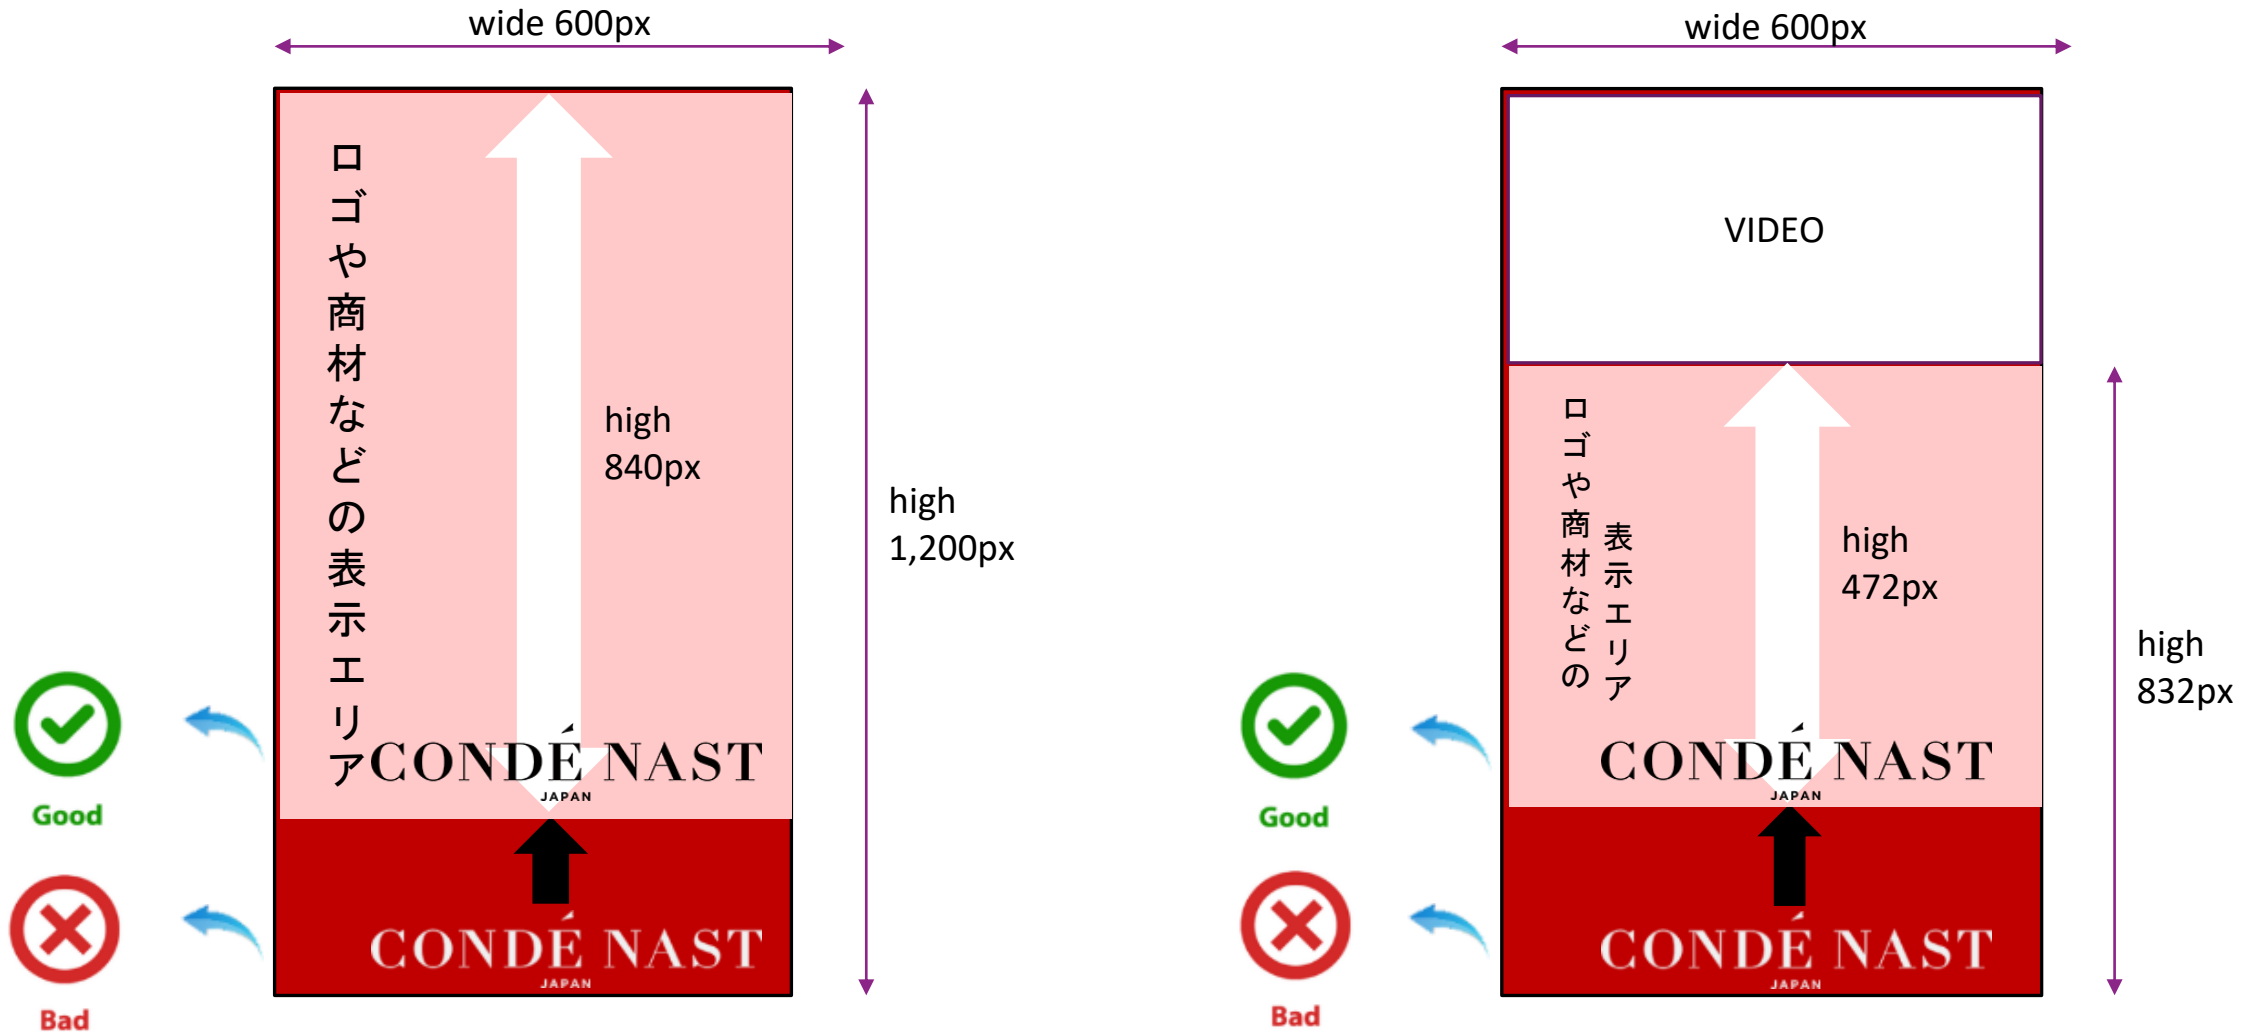 wide 600px
ロゴや商材などの表示エリア
high
840px
high
1,200px
CONDÉ NAST
JAPAN
Good
CONDÉ NAST
JAPAN
Bad
wide 600px
VIDEO
ロゴや商材などの
表示エリア
high
472px
high
832px
CONDÉ NAST
JAPAN
Good
CONDÉ NAST
JAPAN
Bad